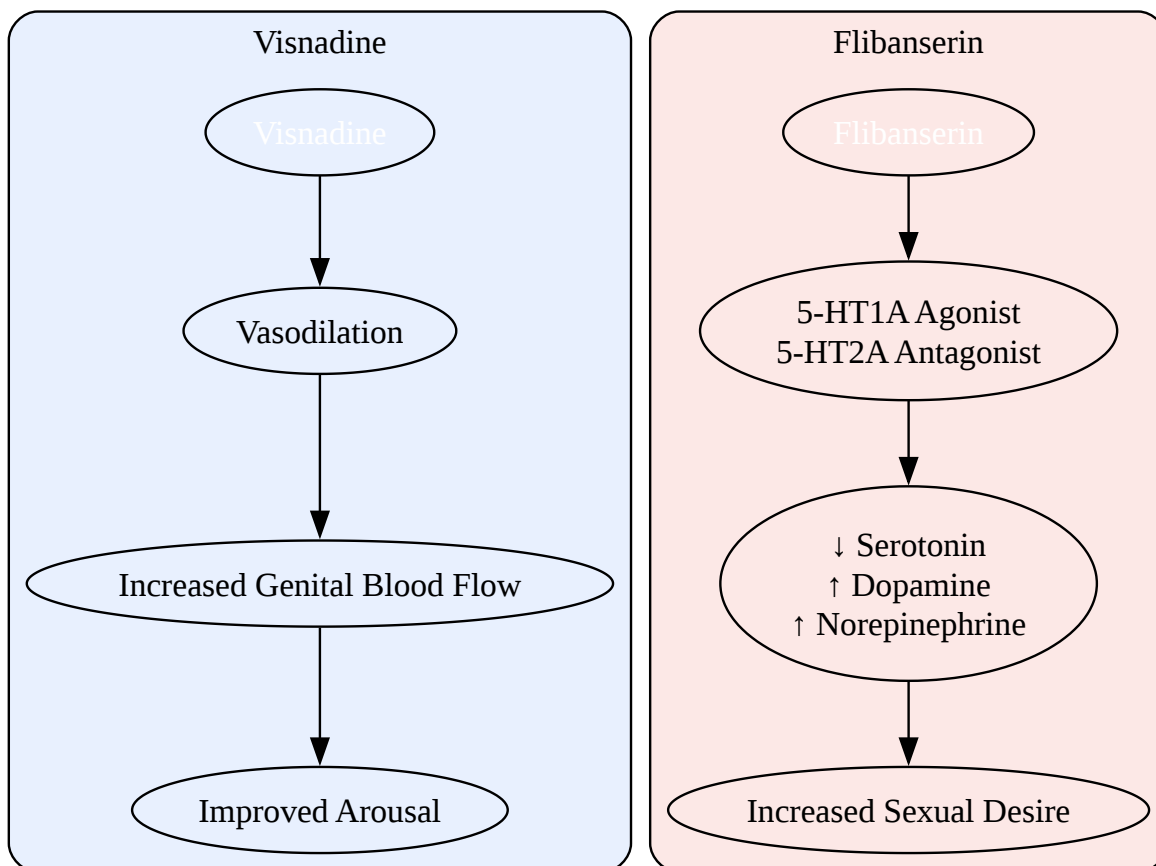 Visnadine
Visnadine
Vasodilation
Increased Genital Blood Flow
Improved Arousal
Flibanserin
Flibanserin
5-HT1A Agonist
5-HT2A Antagonist
↓ Serotonin
↑ Dopamine
↑ Norepinephrine
Increased Sexual Desire